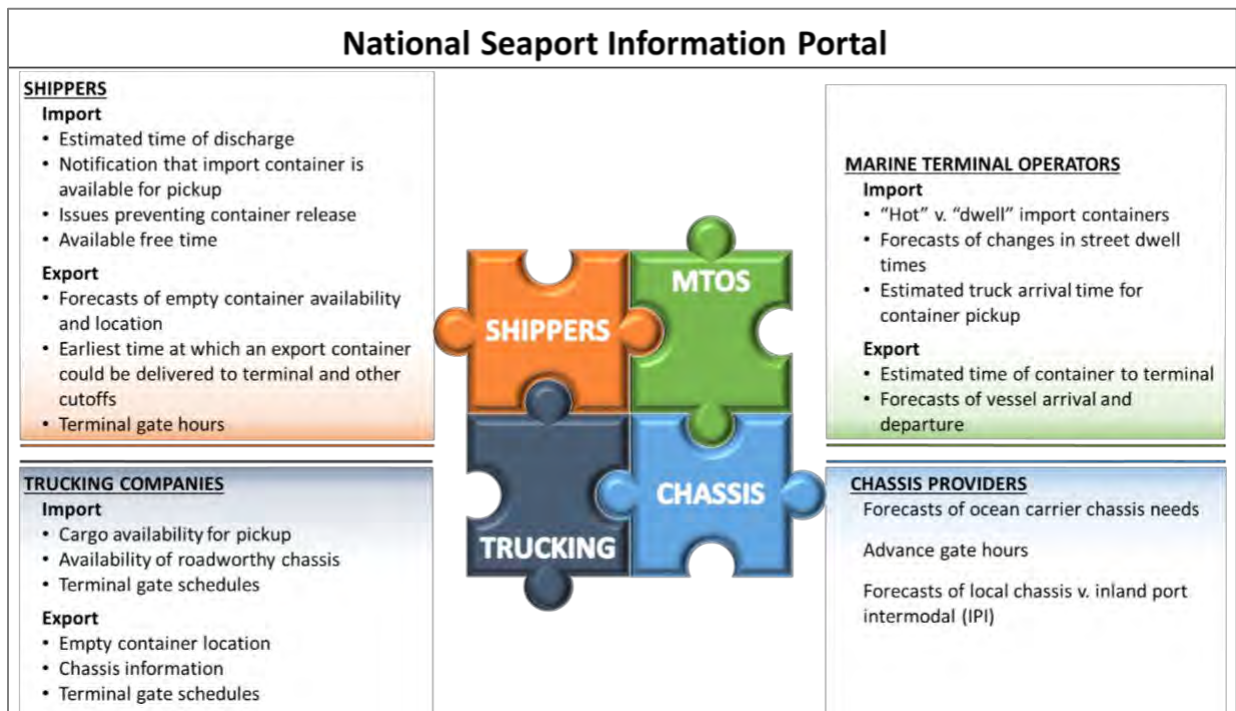 National Seaport Information Portal
SHIPPERS
Import
• Estimated time of discharge
• Notification that import container is
available for pickup
• Issues preventing container release
• Available free time
Export
• Forecasts of empty container availability
and location
• Earliest time at which an export container
could be delivered to terminal and other
cutoffs
• Terminal gate hours
TRUCKING COMPANIES
Import
• Cargo availability for pickup
• Availability of roadworthy chassis
• Terminal gate schedules
Export
• Empty container location
• Chassis information
• Terminal gate schedules
SHIPPERS
MTOS
TRUCKING
CHASSIS
MARINE TERMINAL OPERATORS
Import
• “Hot” v. “dwell” import containers
• Forecasts of changes in street dwell
times
• Estimated truck arrival time for
container pickup
Export
• Estimated time of container to terminal
• Forecasts of vessel arrival and
departure
CHASSIS PROVIDERS
Forecasts of ocean carrier chassis needs
Advance gate hours
Forecasts of local chassis v. inland port
intermodal (IPI)